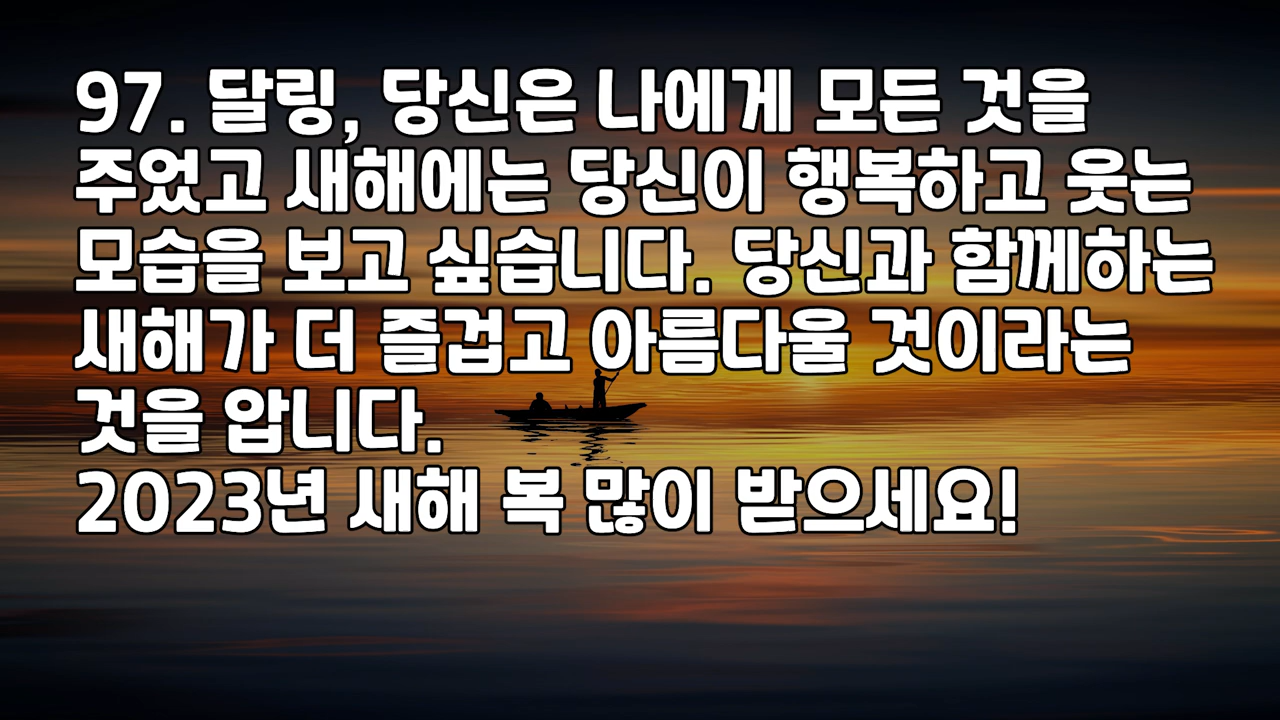 97. 달링, 당신은 나에게 모든 것을
주었고 새해에는 당신이 행복하고 웃는
모습을 보고 싶습니다. 당신과 함께하는
새해가 더 즐겁고 아름다울 것이라는
것을 압니다.
2023년 새해 복 많이 받으세요!